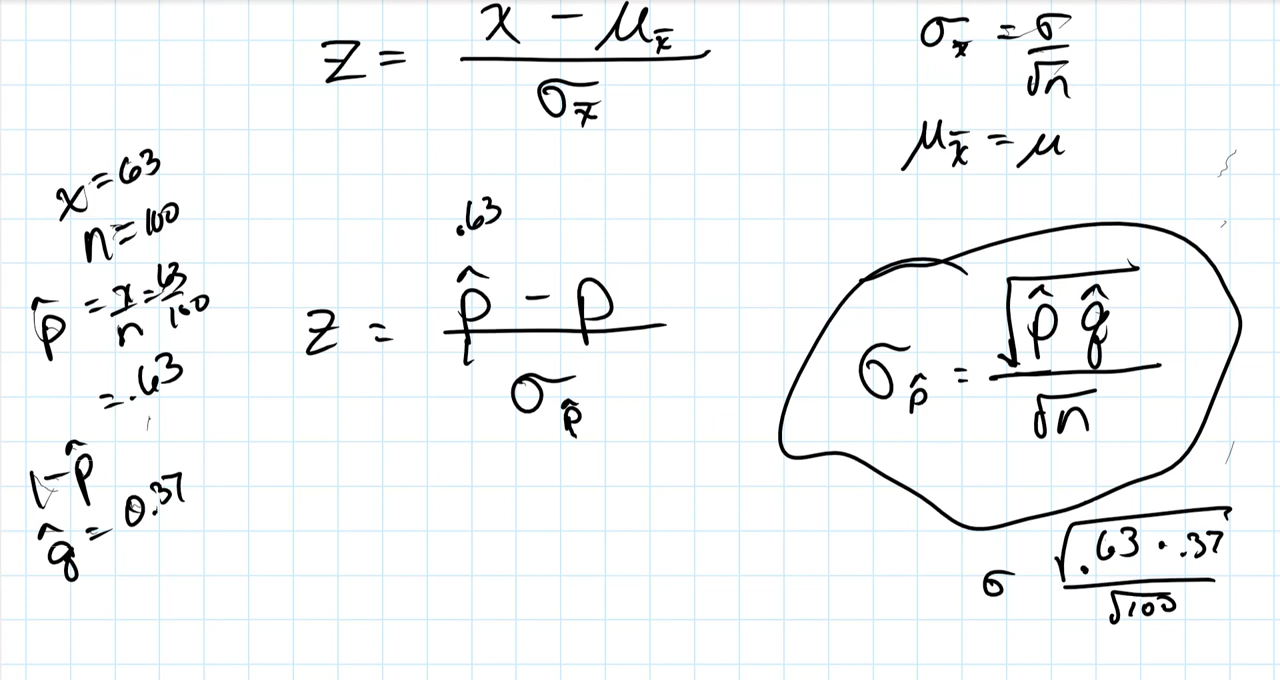 z = (x - μ_x̄) / σ_x̄
σ_x̄ = σ / √n
μ_x̄ = μ
x = 63
n = 100
p̂ = x/n = 63/100
= .63
1-p̂
q̂ = 0.37
.63
z = (p̂ - p) / σ_p̂
σ_p̂ = √(p̂ q̂) / √n
σ √(.63 · .37) / √100